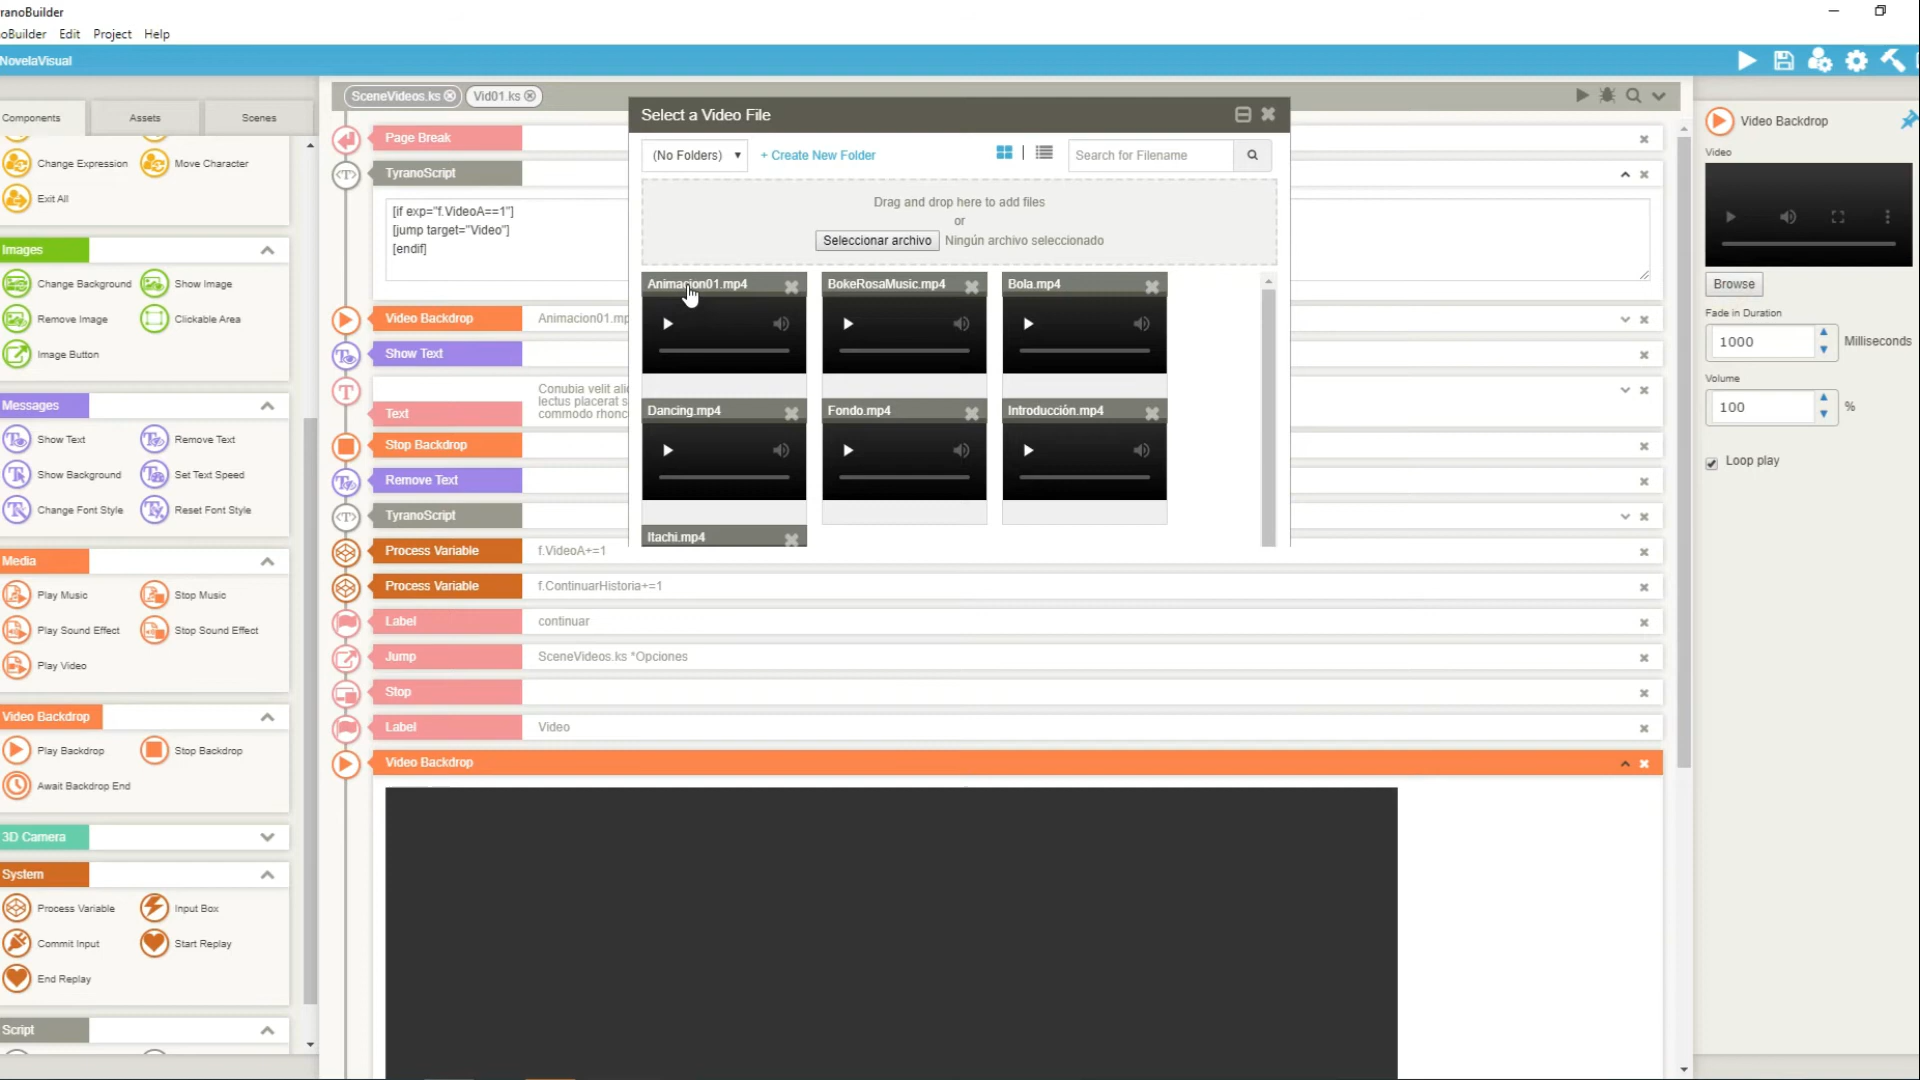 ranoBuilder
oBuilder Edit Project Help
NovelaVisual
Components Assets Scenes
Change Expression Move Character
Exit All
Images
Change Background Show Image
Remove Image Clickable Area
Image Button
Messages
Show Text Remove Text
Show Background Set Text Speed
Change Font Style Reset Font Style
Media
Play Music Stop Music
Play Sound Effect Stop Sound Effect
Play Video
Video Backdrop
Play Backdrop Stop Backdrop
Await Backdrop End
3D Camera
System
Process Variable Input Box
Commit Input Start Replay
End Replay
Script
SceneVideos.ks Vid01.ks
Page Break
TyranoScript
[if exp="f.VideoA==1"]
[jump target="Video"]
[endif]
Video Backdrop Animacion01.mp
Show Text
Conubia velit ali
lectus placerat s
Text commodo rhonc
Stop Backdrop
Remove Text
TyranoScript
Process Variable f.VideoA+=1
Process Variable f.ContinuarHistoria+=1
Label continuar
Jump SceneVideos.ks *Opciones
Stop
Label Video
Video Backdrop
Select a Video File
(No Folders) + Create New Folder | Search for Filename
Drag and drop here to add files
or
Seleccionar archivo Ningún archivo seleccionado
Animacion01.mp4 BokeRosaMusic.mp4 Bola.mp4
Dancing.mp4 Fondo.mp4 Introducción.mp4
Itachi.mp4
Video Backdrop
Video
Browse
Fade in Duration
1000 Milliseconds
Volume
100 %
Loop play